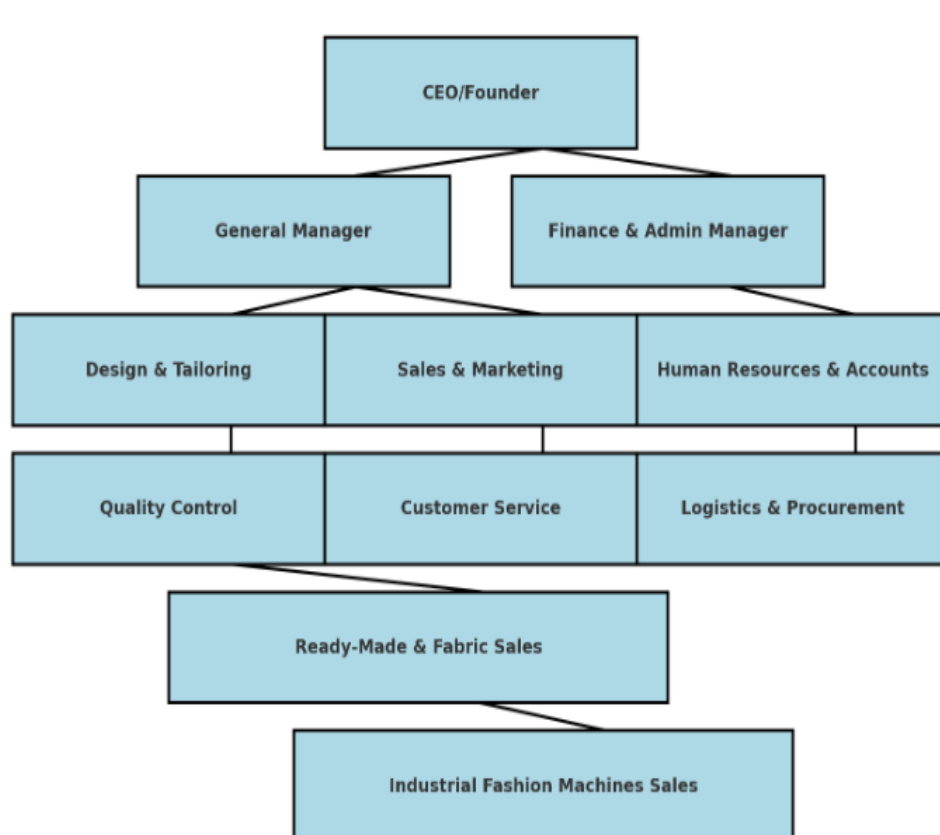 CEO/Founder
General Manager
Finance & Admin Manager
Design & Tailoring
Sales & Marketing
Human Resources & Accounts
Quality Control
Customer Service
Logistics & Procurement
Ready-Made & Fabric Sales
Industrial Fashion Machines Sales